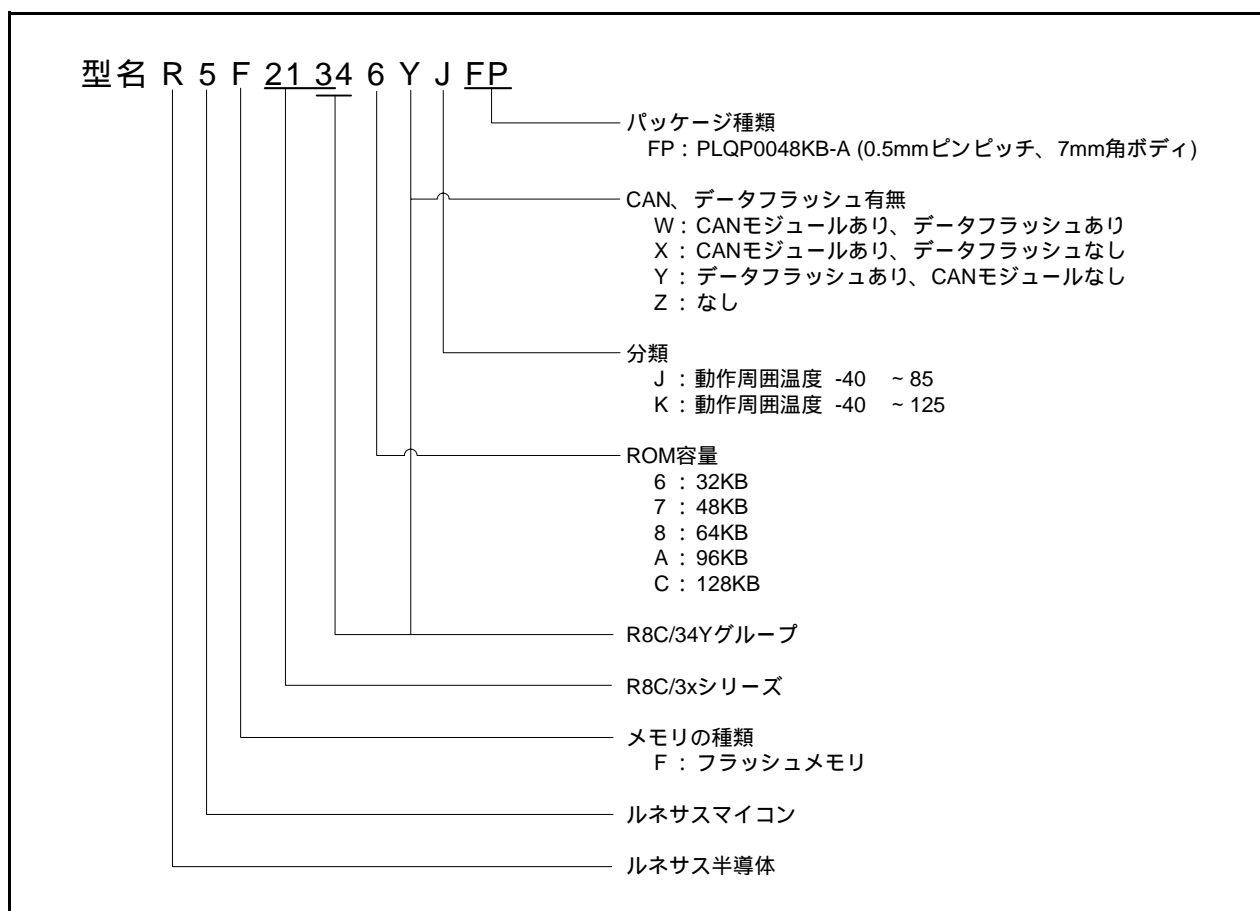 型名 R 5 F 21 34 6 Y J FP
パッケージ種類
FP : PLQP0048KB-A (0.5mmピンピッチ、7mm角ボディ)
CAN、データフラッシュ有無
W : CANモジュールあり、データフラッシュあり
X : CANモジュールあり、データフラッシュなし
Y : データフラッシュあり、CANモジュールなし
Z : なし
分類
J : 動作周囲温度 -40 ~ 85
K : 動作周囲温度 -40 ~ 125
ROM容量
6 : 32KB
7 : 48KB
8 : 64KB
A : 96KB
C : 128KB
R8C/34Yグループ
R8C/3xシリーズ
メモリの種類
F : フラッシュメモリ
ルネサスマイコン
ルネサス半導体